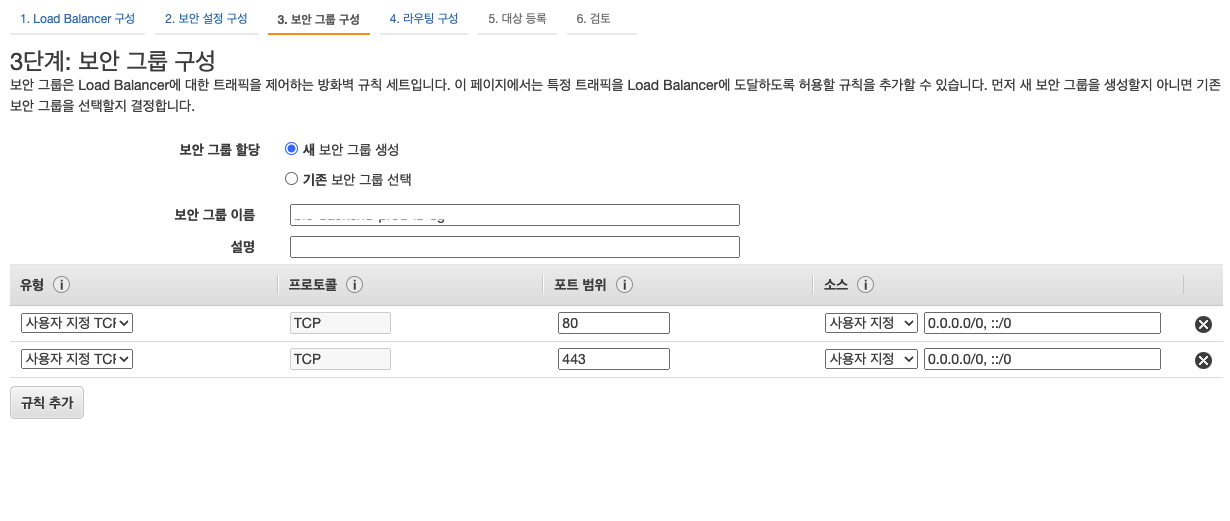 1. Load Balancer 구성 2. 보안 설정 구성 3. 보안 그룹 구성 4. 라우팅 구성 5. 대상 등록 6. 검토
3단계: 보안 그룹 구성
보안 그룹은 Load Balancer에 대한 트래픽을 제어하는 방화벽 규칙 세트입니다. 이 페이지에서는 특정 트래픽을 Load Balancer에 도달하도록 허용할 규칙을 추가할 수 있습니다. 먼저 새 보안 그룹을 생성할지 아니면 기존
보안 그룹을 선택할지 결정합니다.
보안 그룹 할당 새 보안 그룹 생성
기존 보안 그룹 선택
보안 그룹 이름
설명
유형 i 프로토콜 i 포트 범위 i 소스 i
사용자 지정 TCP 80 사용자 지정 0.0.0.0/0, ::/0
사용자 지정 TCP 443 사용자 지정 0.0.0.0/0, ::/0
규칙 추가